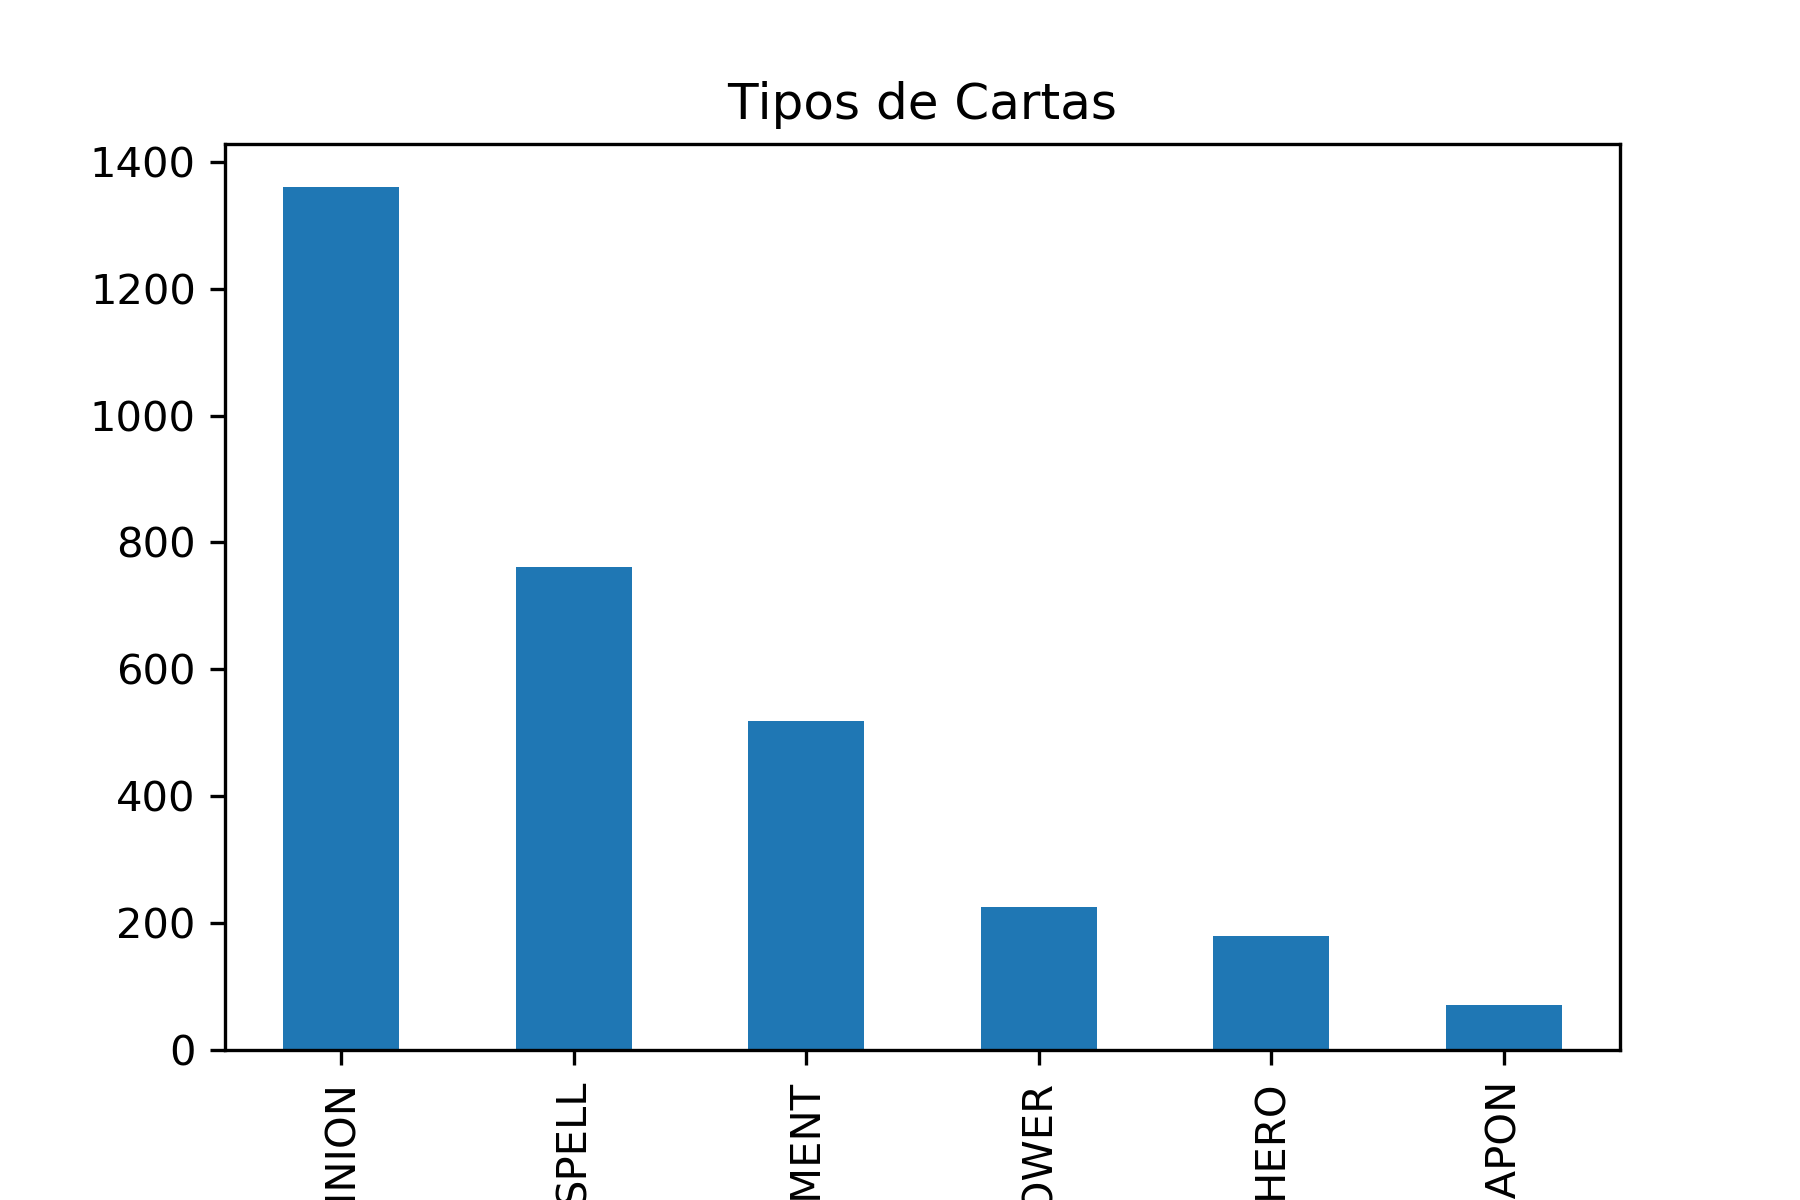 Tipos de Cartas
1400
1200
1000
800
600
400
200
0
INION
SPELL
MENT
OWER
HERO
APON